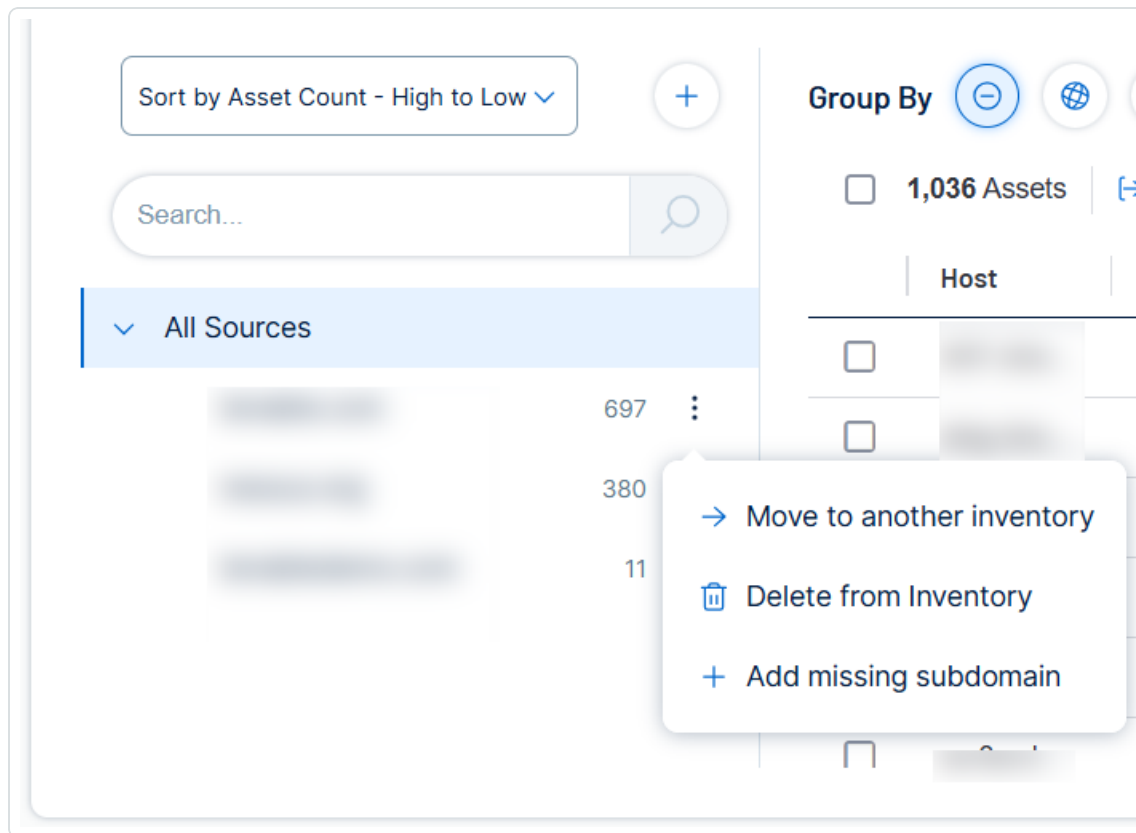 Sort by Asset Count - High to Low
Group By
Search...
1,036 Assets
Host
All Sources
697
380
11
Move to another inventory
Delete from Inventory
Add missing subdomain